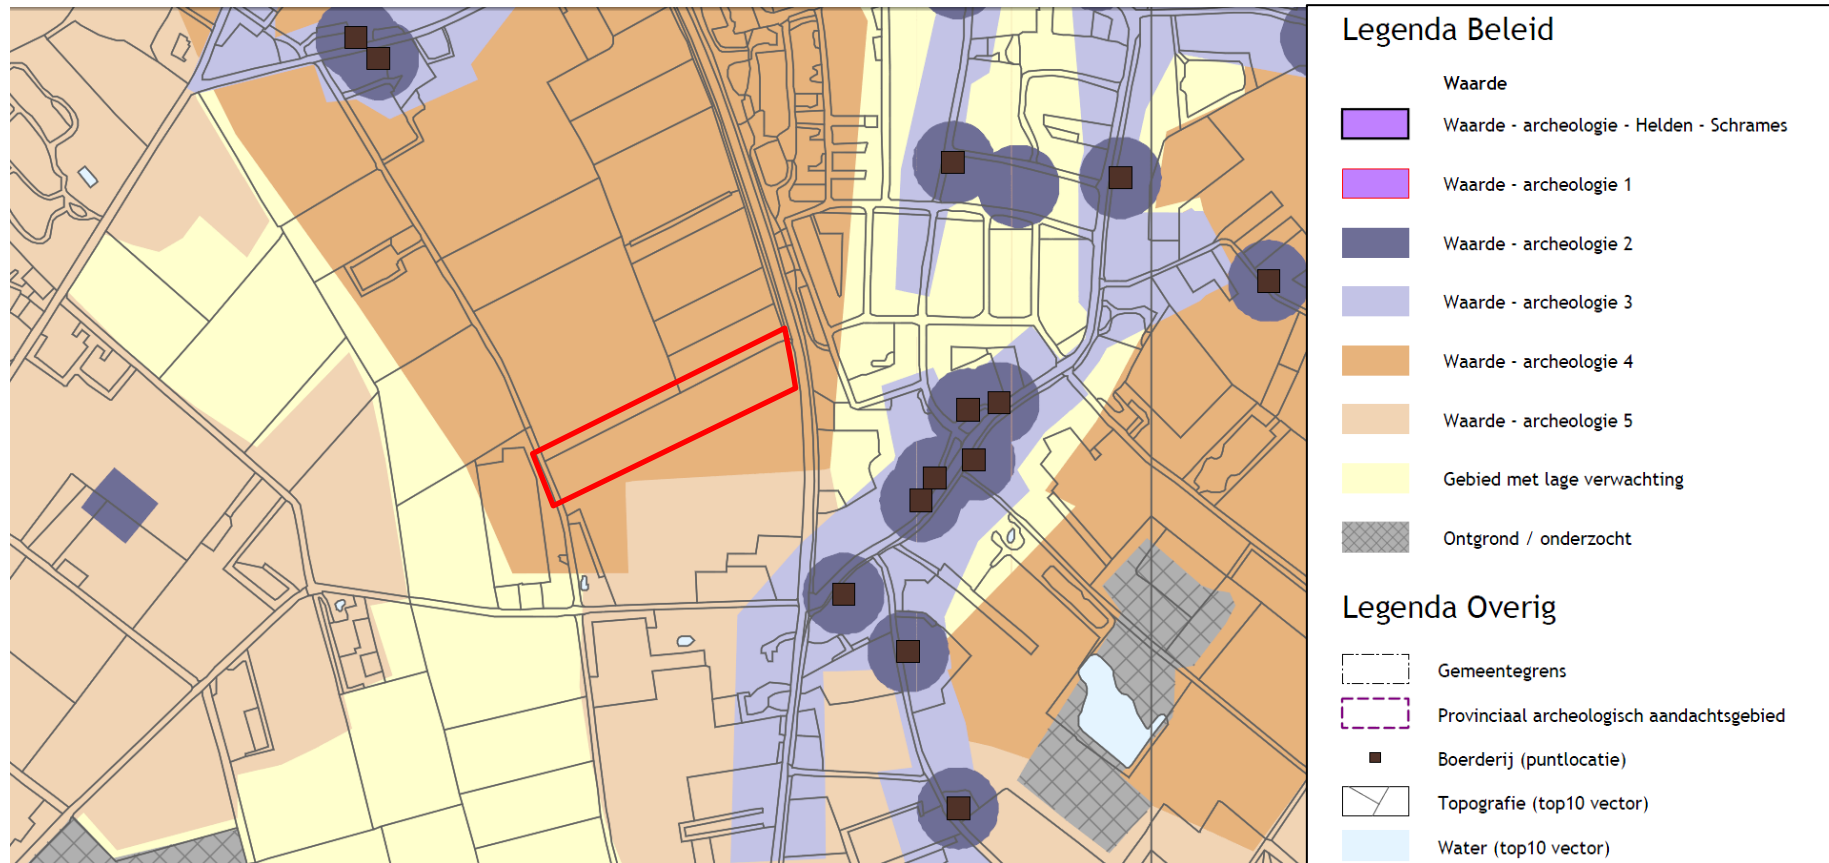 Legenda Beleid
Waarde
Waarde - archeologie - Helden - Schrames
Waarde - archeologie 1
Waarde - archeologie 2
Waarde - archeologie 3
Waarde - archeologie 4
Waarde - archeologie 5
Gebied met lage verwachting
Ontgrond / onderzocht
Legenda Overig
Gemeentegrens
Provinciaal archeologisch aandachtsgebied
Boerderij (puntlocatie)
Topografie (top10 vector)
Water (top10 vector)